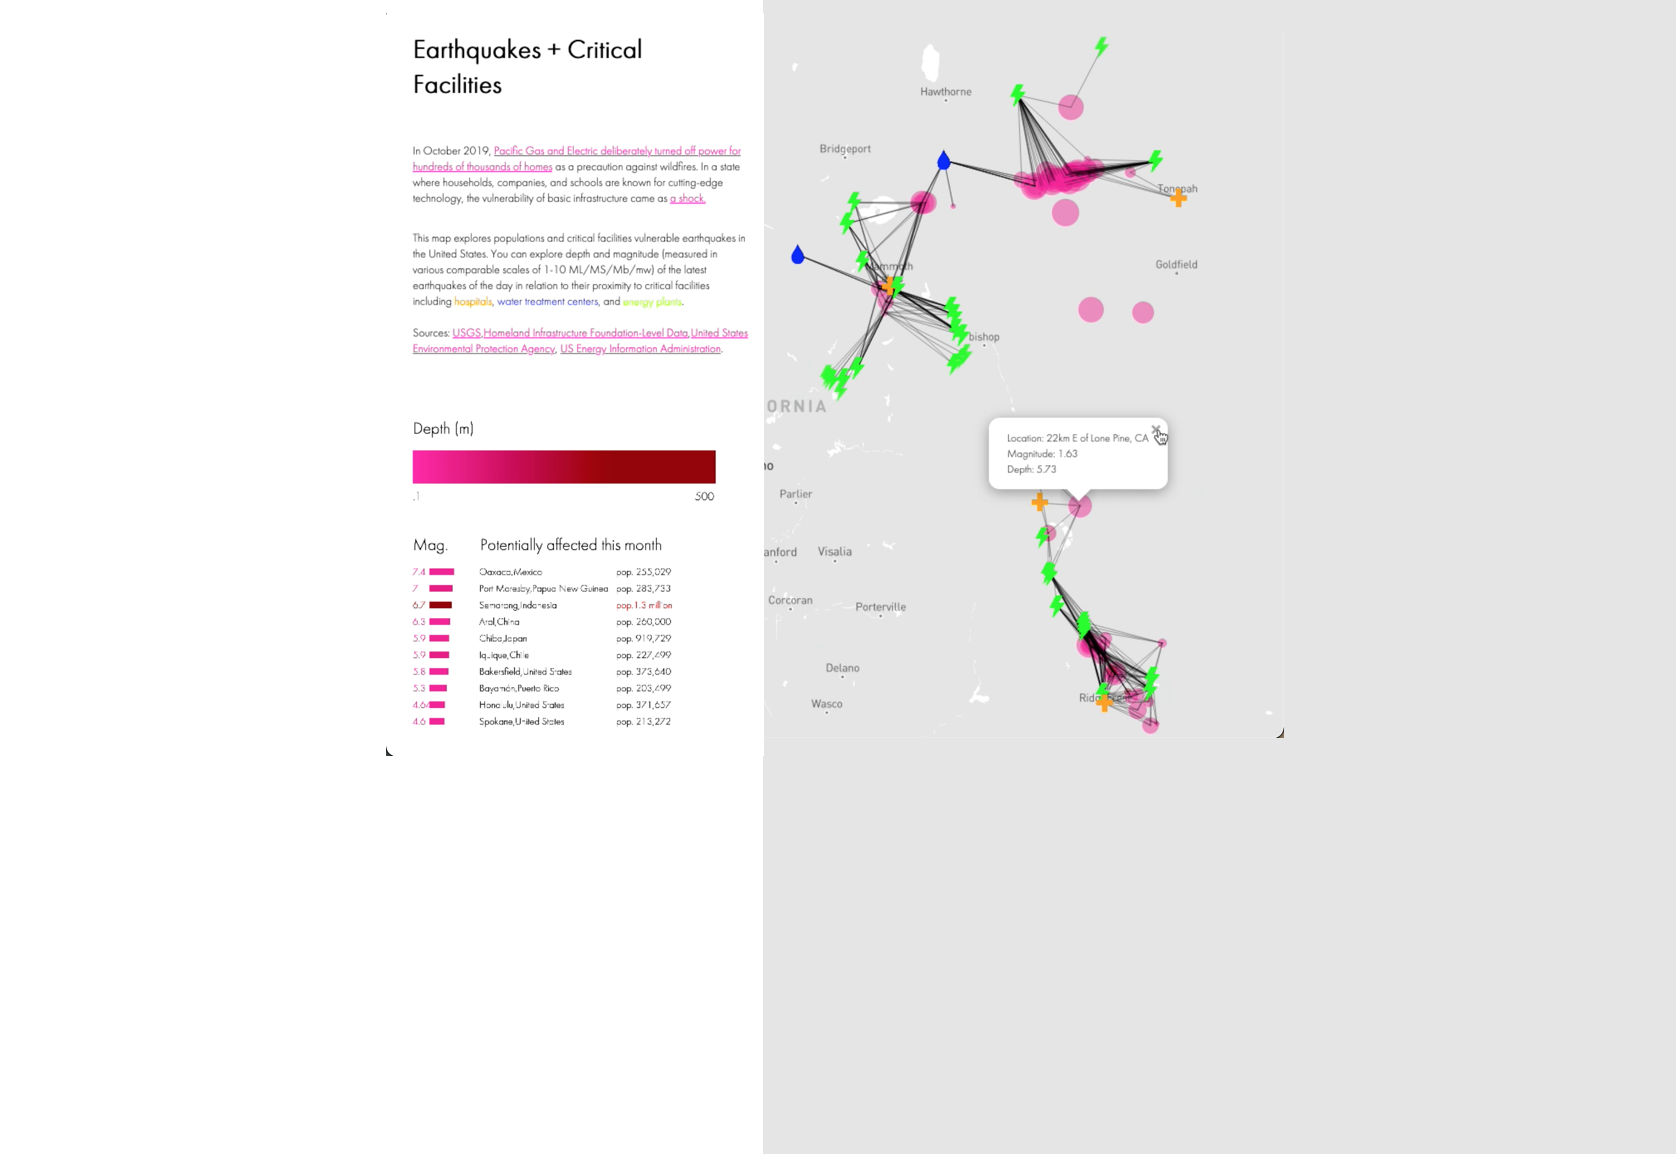 Earthquakes + Critical
Facilities
In October 2019, Pacific Gas and Electric deliberately turned off power for
hundreds of thousands of homes as a precaution against wildfires. In a state
where households, companies, and schools are known for cutting-edge
technology, the vulnerability of basic infrastructure came as a shock.
This map explores populations and critical facilities vulnerable earthquakes in
the United States. You can explore depth and magnitude (measured in
various comparable scales of 1-10 ML/MS/Mb/mw) of the latest
earthquakes of the day in relation to their proximity to critical facilities
including hospitals, water treatment centers, and energy plants.
Sources: USGS,Homeland Infrastructure Foundation-Level Data,United States
Environmental Protection Agency, US Energy Information Administration.
Depth (m)
.1 500
Mag. Potentially affected this month
7.4 Oaxaca,Mexico pop. 255,029
7 Port Moresby,Papua New Guinea pop. 283,733
6.7 Semarang,Indonesia pop.1.3 million
6.3 Aral,China pop. 260,000
5.9 Chiba,Japan pop. 919,729
5.9 Iquique,Chile pop. 227,499
5.8 Bakersfield,United States pop. 373,640
5.3 Bayamón,Puerto Rico pop. 203,499
4.64 Honolulu,United States pop. 371,657
4.6 Spokane,United States pop. 213,272
Hawthorne
Bridgeport
Tonopah
Goldfield
Mammoth
bishop
ORNIA
Location: 22km E of Lone Pine, CA
Magnitude: 1.63
Depth: 5.73
no
Parlier
anford
Visalia
Corcoran
Porterville
Delano
Wasco